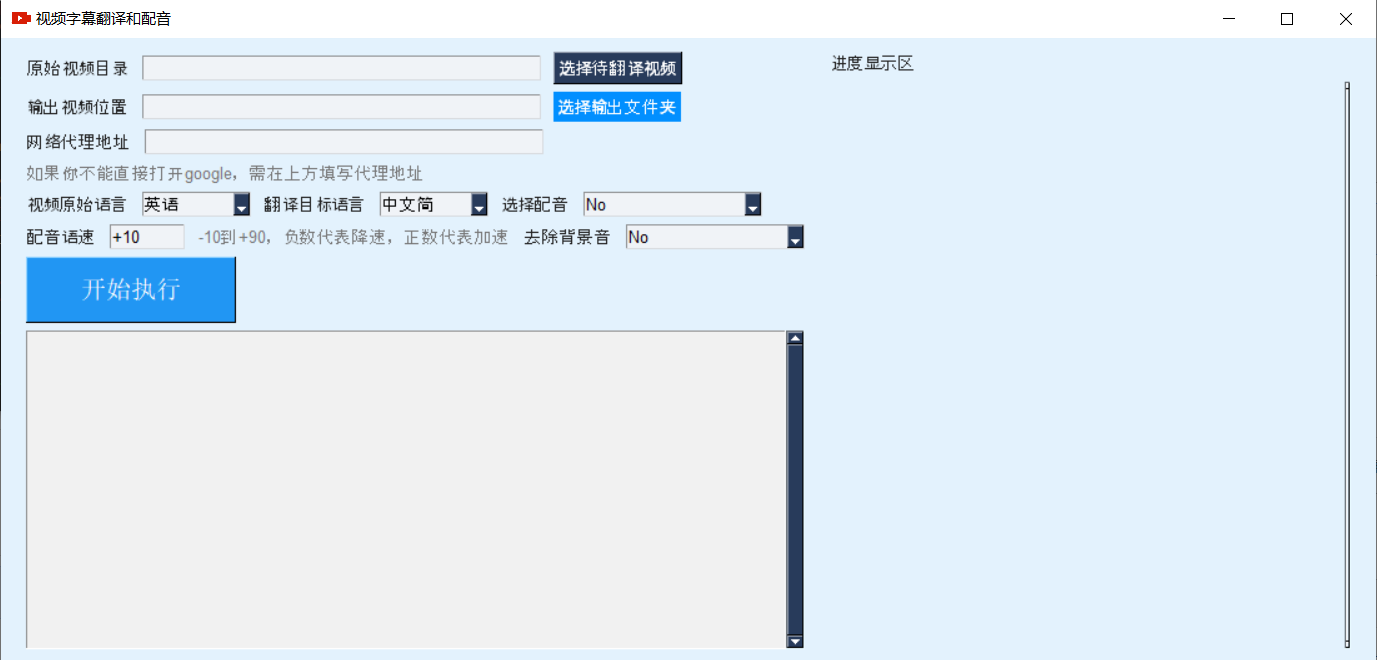 视频字幕翻译和配音
原始视频目录 选择待翻译视频
输出视频位置 选择输出文件夹
网络代理地址
如果你不能直接打开google，需在上方填写代理地址
视频原始语言 英语 翻译目标语言 中文简 选择配音 No
配音语速 +10 -10到+90，负数代表降速，正数代表加速 去除背景音 No
开始执行
进度显示区